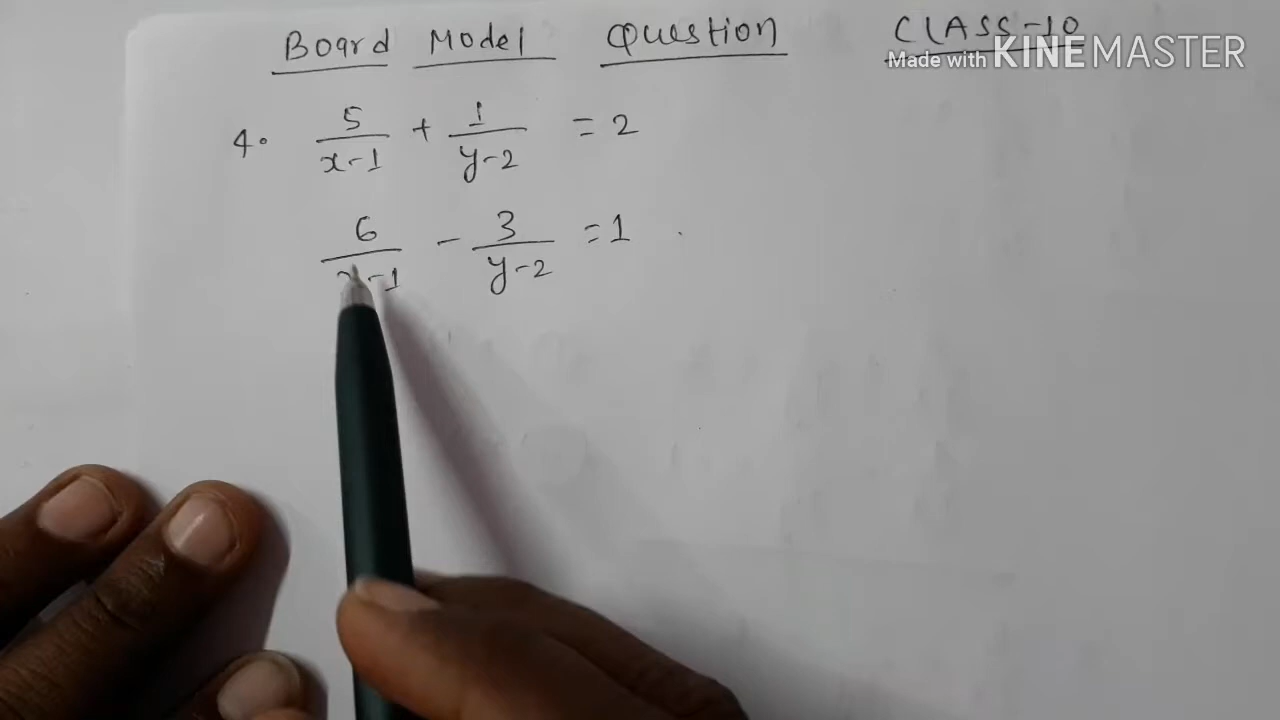 Board Model Question CLASS-10
Made with KINEMASTER
4. 5/(x-1) + 1/(y-2) = 2
6/(x-1) - 3/(y-2) = 1